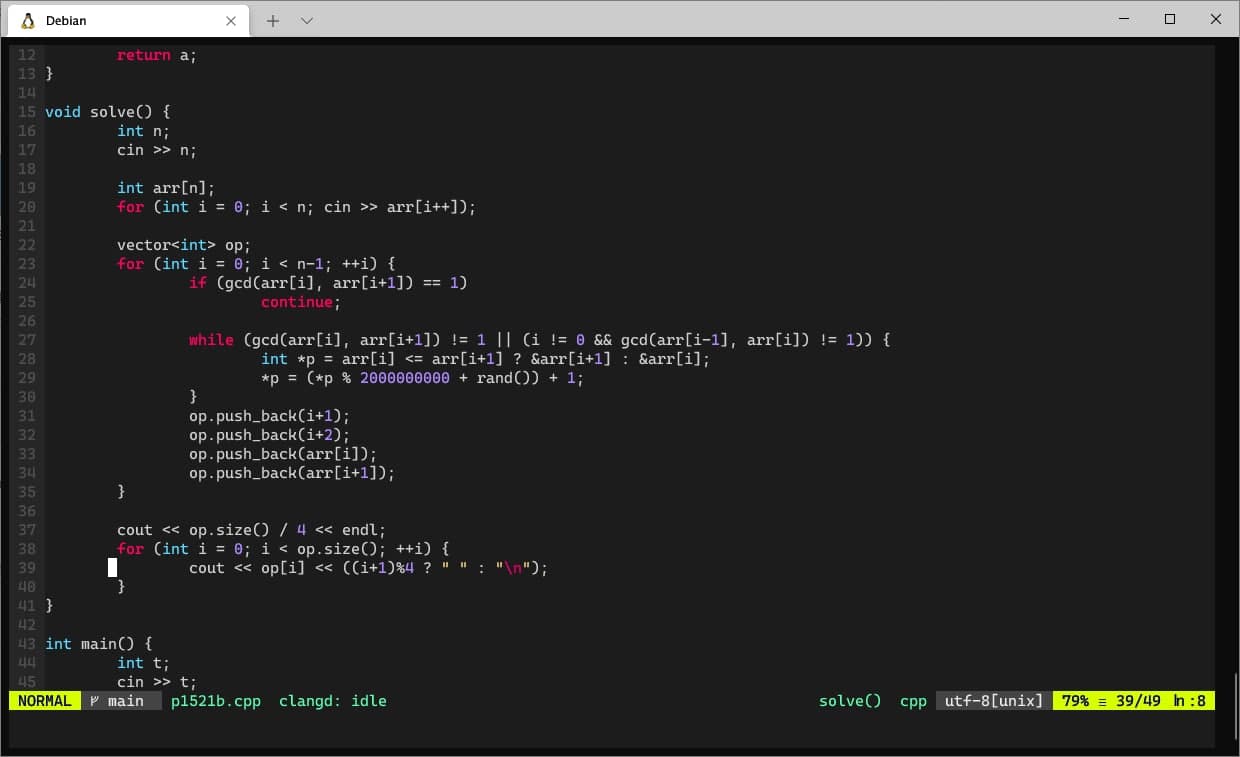 Debian
12         return a;
13 }
14
15 void solve() {
16         int n;
17         cin >> n;
18
19         int arr[n];
20         for (int i = 0; i < n; cin >> arr[i++]);
21
22         vector<int> op;
23         for (int i = 0; i < n-1; ++i) {
24                 if (gcd(arr[i], arr[i+1]) == 1)
25                         continue;
26
27                 while (gcd(arr[i], arr[i+1]) != 1 || (i != 0 && gcd(arr[i-1], arr[i]) != 1)) {
28                         int *p = arr[i] <= arr[i+1] ? &arr[i+1] : &arr[i];
29                         *p = (*p % 2000000000 + rand()) + 1;
30                 }
31                 op.push_back(i+1);
32                 op.push_back(i+2);
33                 op.push_back(arr[i]);
34                 op.push_back(arr[i+1]);
35         }
36
37         cout << op.size() / 4 << endl;
38         for (int i = 0; i < op.size(); ++i) {
39                 cout << op[i] << ((i+1)%4 ? " " : "\n");
40         }
41 }
42
43 int main() {
44         int t;
45         cin >> t;
NORMAL main p1521b.cpp clangd: idle solve() cpp utf-8[unix] 79% ≡ 39/49 ln:8